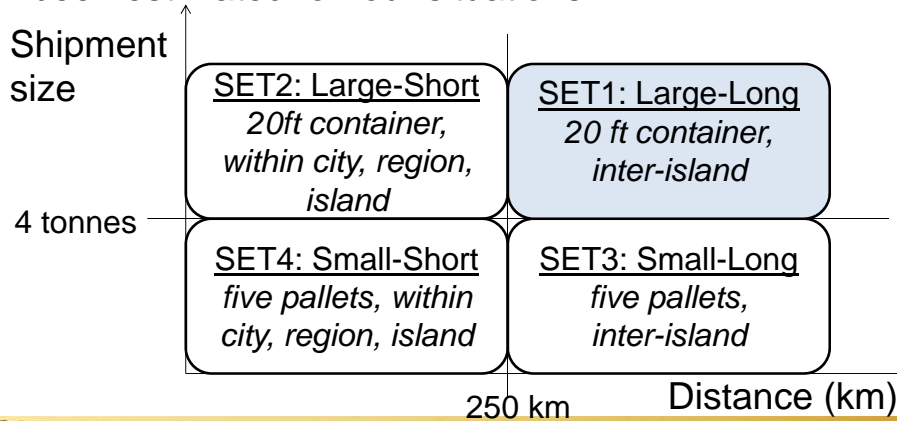 Shipment
size
SET2: Large-Short
20ft container,
within city, region,
island
SET1: Large-Long
20 ft container,
inter-island
4 tonnes
SET4: Small-Short
five pallets, within
city, region, island
SET3: Small-Long
five pallets,
inter-island
250 km
Distance (km)